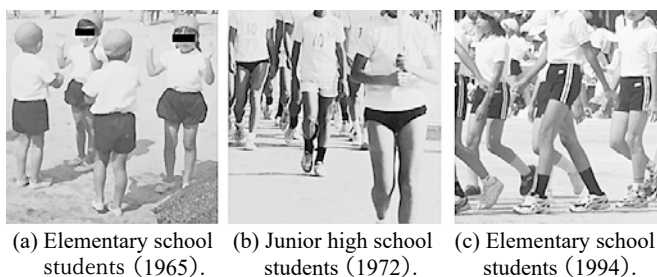 (a) Elementary school
students (1965).
(b) Junior high school
students (1972).
(c) Elementary school
students (1994).